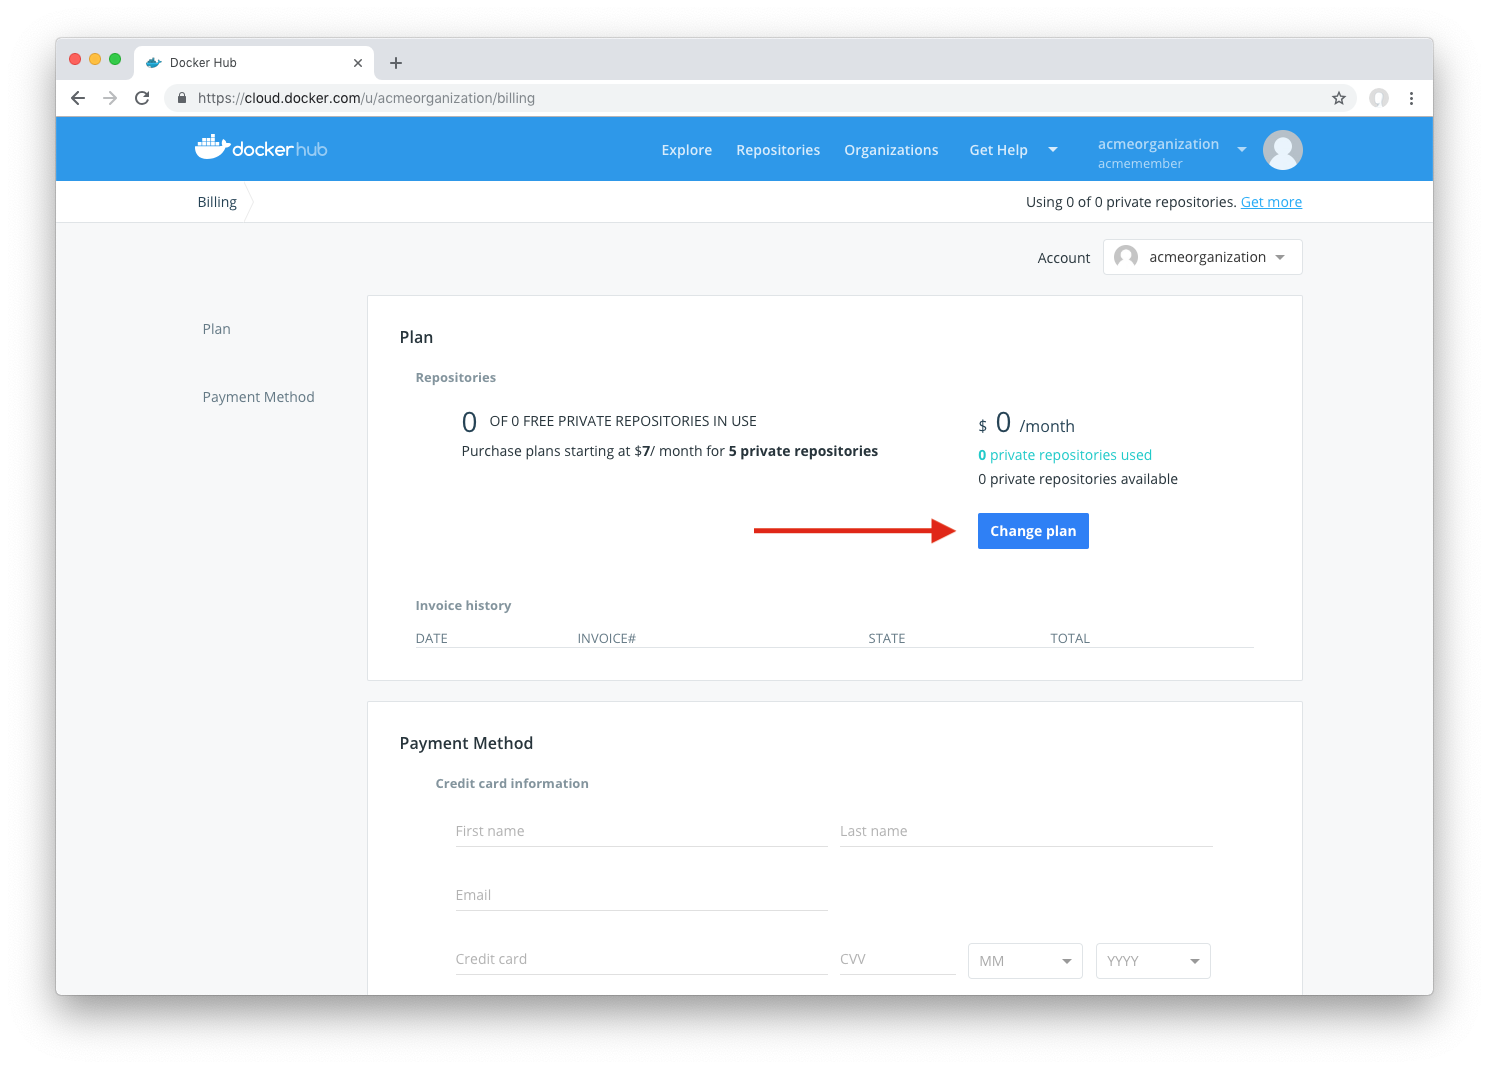 Docker Hub
https://cloud.docker.com/u/acmeorganization/billing
dockerhub
Explore Repositories Organizations Get Help
acmeorganization
acmemember
Billing
Using 0 of 0 private repositories. Get more
Account acmeorganization
Plan
Payment Method
Plan
Repositories
0 OF 0 FREE PRIVATE REPOSITORIES IN USE
Purchase plans starting at $7/ month for 5 private repositories
$ 0 /month
0 private repositories used
0 private repositories available
Change plan
Invoice history
DATE INVOICE# STATE TOTAL
Payment Method
Credit card information
First name Last name
Email
Credit card CVV MM YYYY